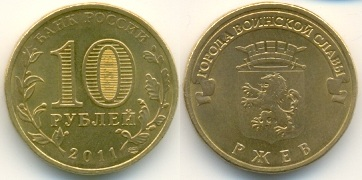 БАНК РОССИИ
10
РУБЛЕЙ
2011
ГОРОДА ВОИНСКОЙ СЛАВЫ
РЖЕВ